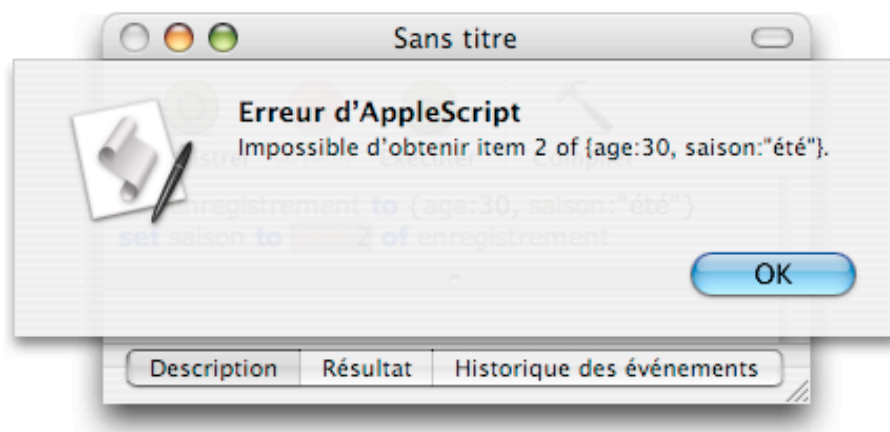 Sans titre
Erreur d'AppleScript
Impossible d'obtenir item 2 of {age:30, saison:"été"}.
enregistrement to {age:30, saison:"été"}
set saison to 2 of enregistrement
OK
Description Résultat Historique des événements